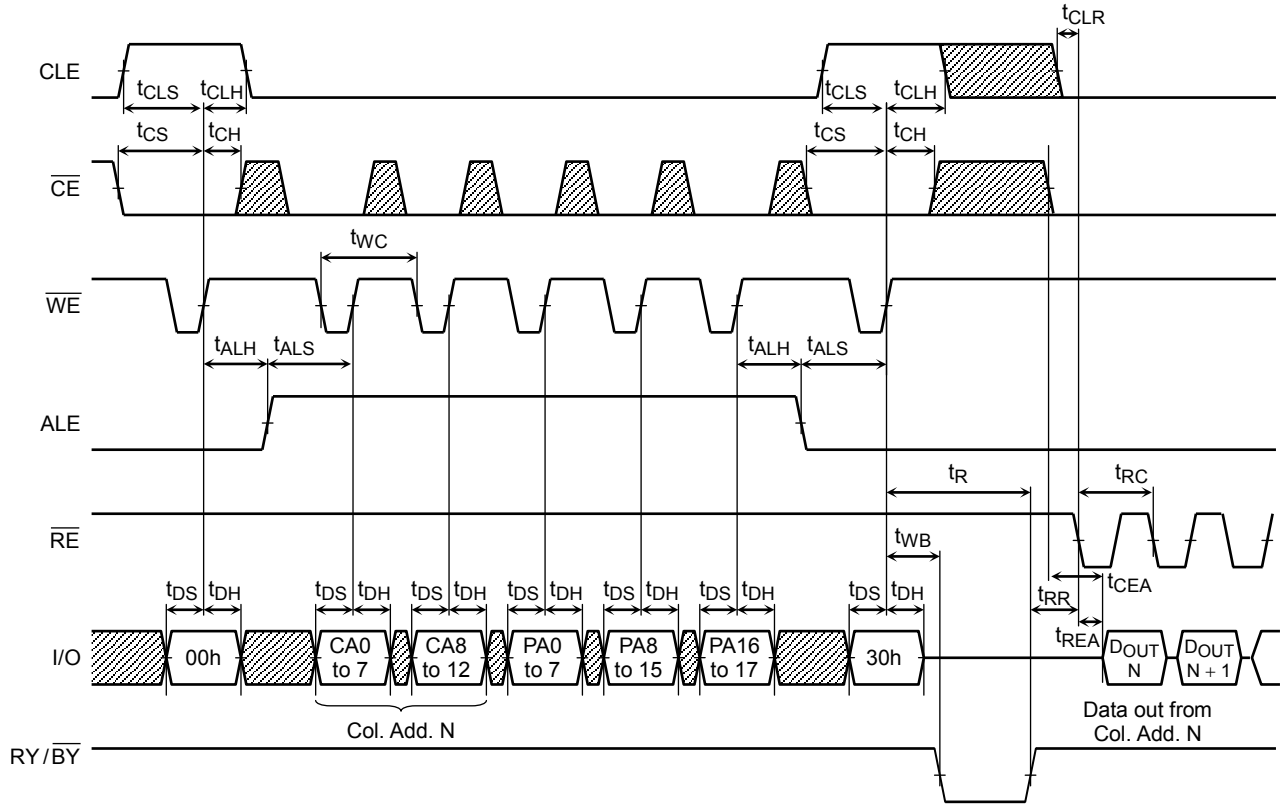 tCLR
CLE
tCLS tCLH tCLS tCLH
tCS tCH tCS tCH
CE
tWC
WE
tALH tALS tALH tALS
ALE
tR tRC
RE
tWB
tCEA
tDS tDH tDS tDH tDS tDH tDS tDH tDS tDH tDS tDH tDS tDH tRR
tREA
I/O
00h
CA0
to 7
CA8
to 12
PA0
to 7
PA8
to 15
PA16
to 17
30h
DOUT
N
DOUT
N + 1
Col. Add. N
Data out from
Col. Add. N
RY/BY